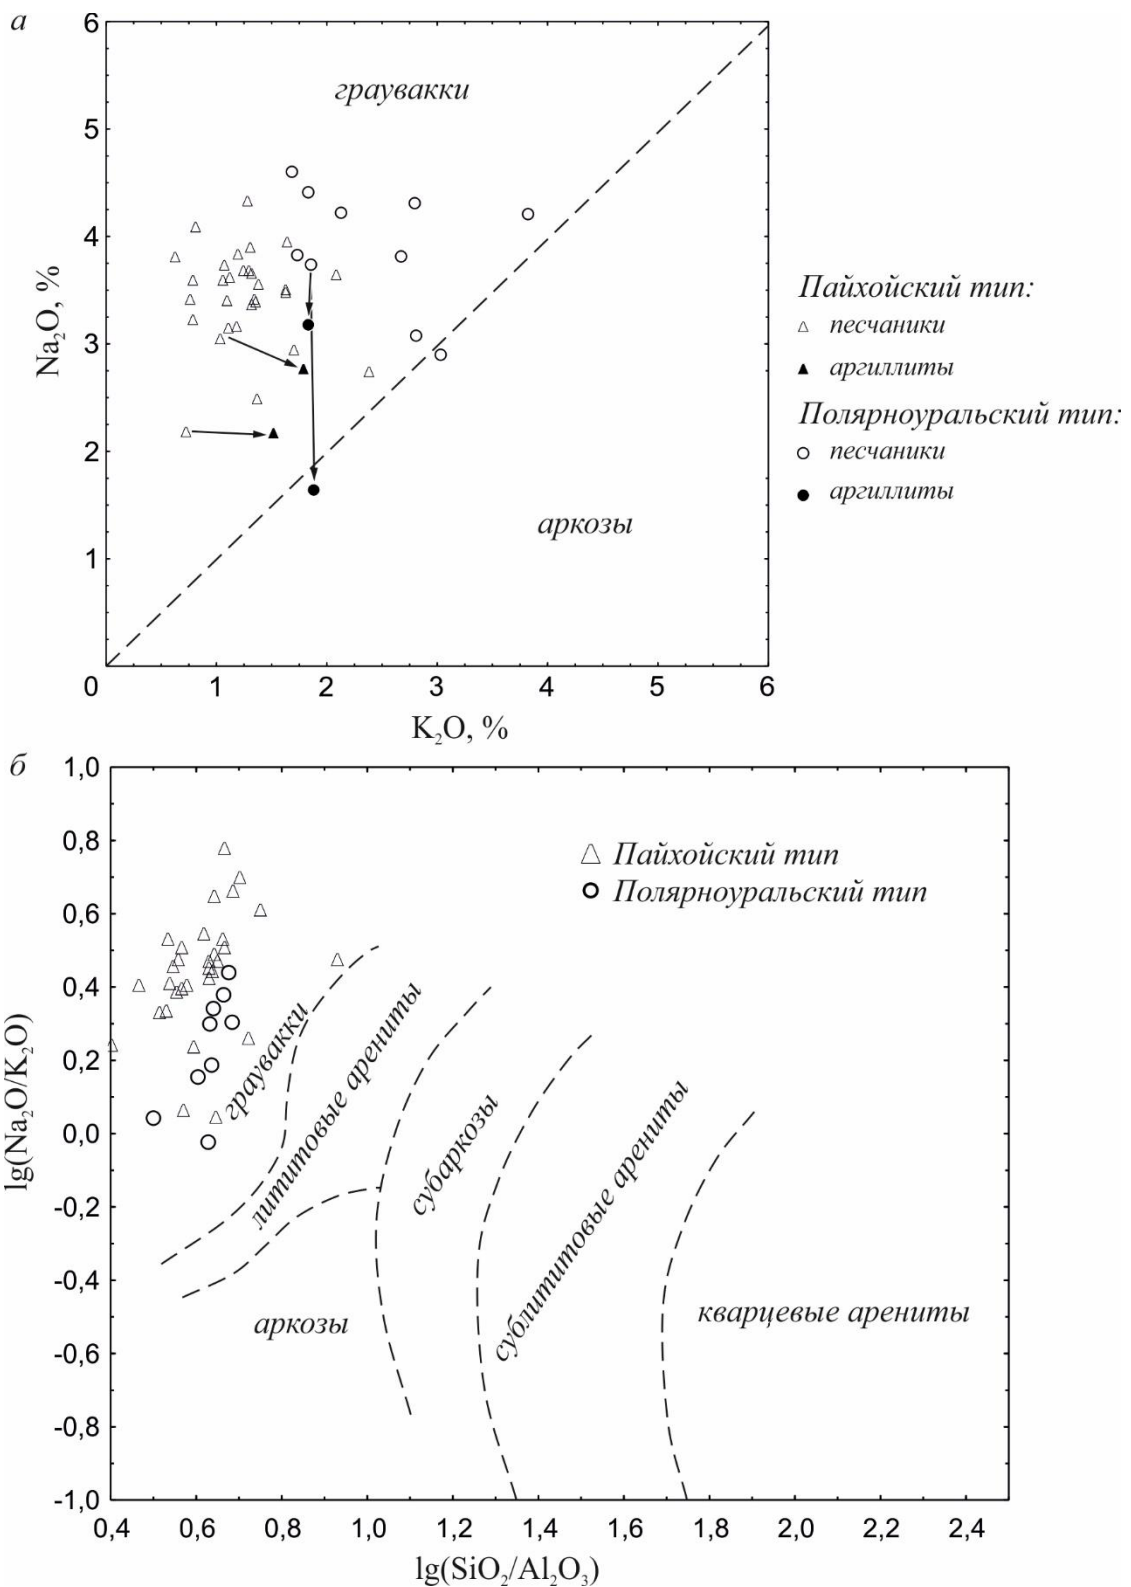 а
6
5
4
3
2
1
0
1
2
3
4
5
6
Na₂O, %
K₂O, %
граувакки
аркозы
Пайхойский тип:
песчаники
аргиллиты
Полярноуральский тип:
песчаники
аргиллиты
б
1,0
0,8
0,6
0,4
0,2
0,0
-0,2
-0,4
-0,6
-0,8
-1,0
0,4
0,6
0,8
1,0
1,2
1,4
1,6
1,8
2,0
2,2
2,4
lg(Na₂O/K₂O)
lg(SiO₂/Al₂O₃)
Пайхойский тип
Полярноуральский тип
граувакки
лититовые арениты
субаркозы
сублититовые арениты
аркозы
кварцевые арениты